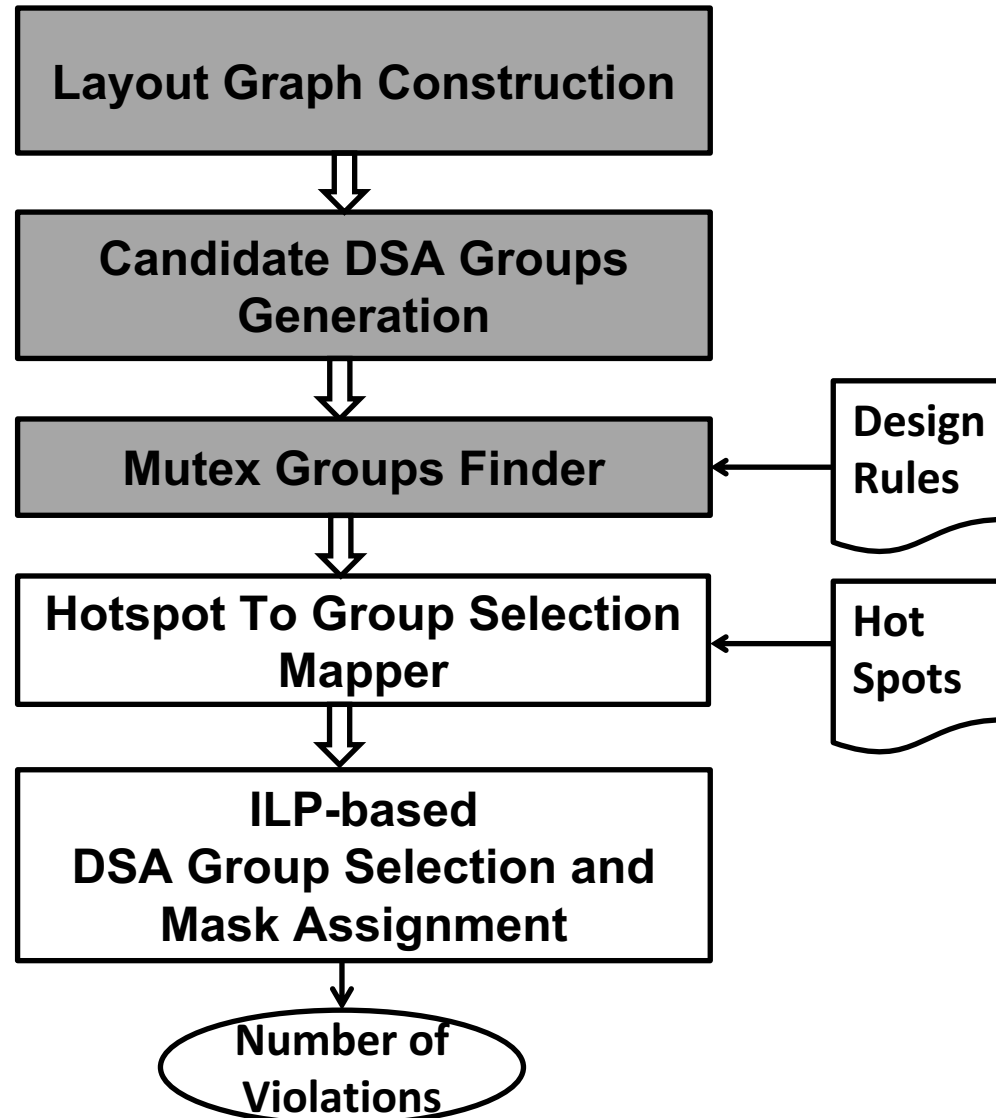 Layout Graph Construction
Candidate DSA Groups
Generation
Mutex Groups Finder
Design
Rules
Hotspot To Group Selection
Mapper
Hot
Spots
ILP-based
DSA Group Selection and
Mask Assignment
Number of
Violations